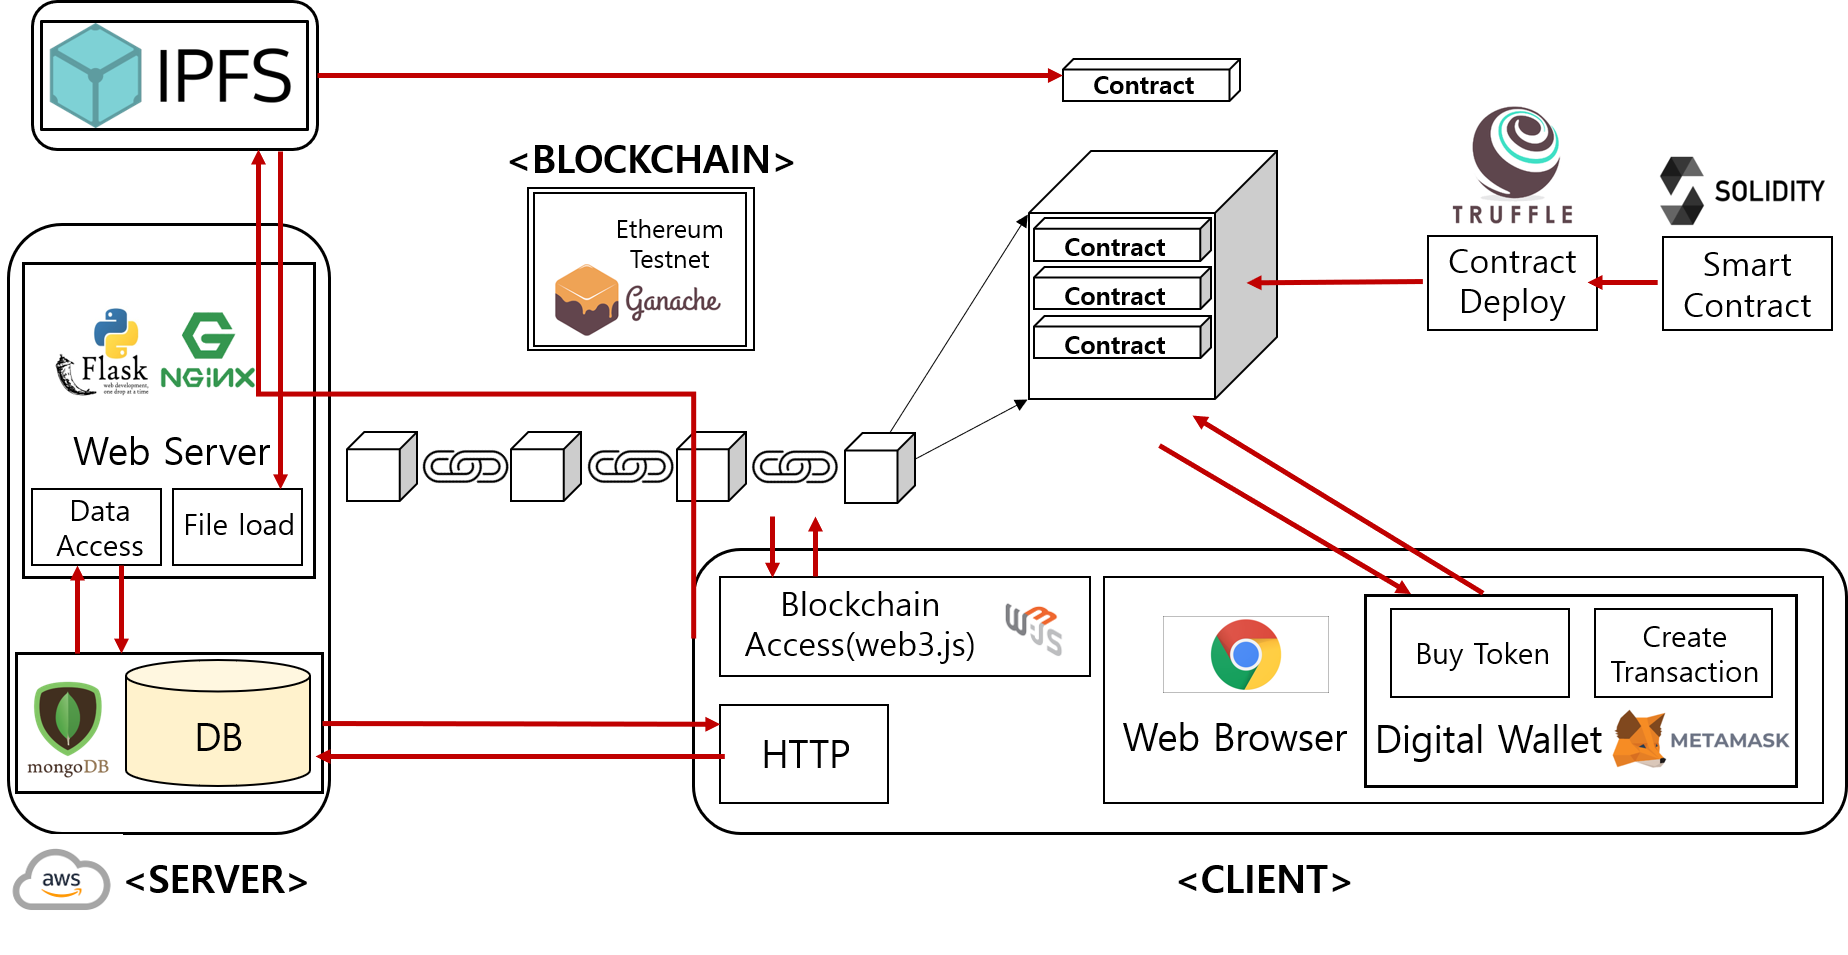 IPFS
Contract
<BLOCKCHAIN>
Ethereum
Testnet
Ganache
Contract
Contract
Contract
TRUFFLE
Contract
Deploy
SOLIDITY
Smart
Contract
Flask
web development,
one drop at a time
NGiNX
Web Server
Data
Access
File load
mongoDB
DB
aws
<SERVER>
Blockchain
Access(web3.js)
W3JS
HTTP
Web Browser
Buy Token
Create
Transaction
Digital Wallet
METAMASK
<CLIENT>